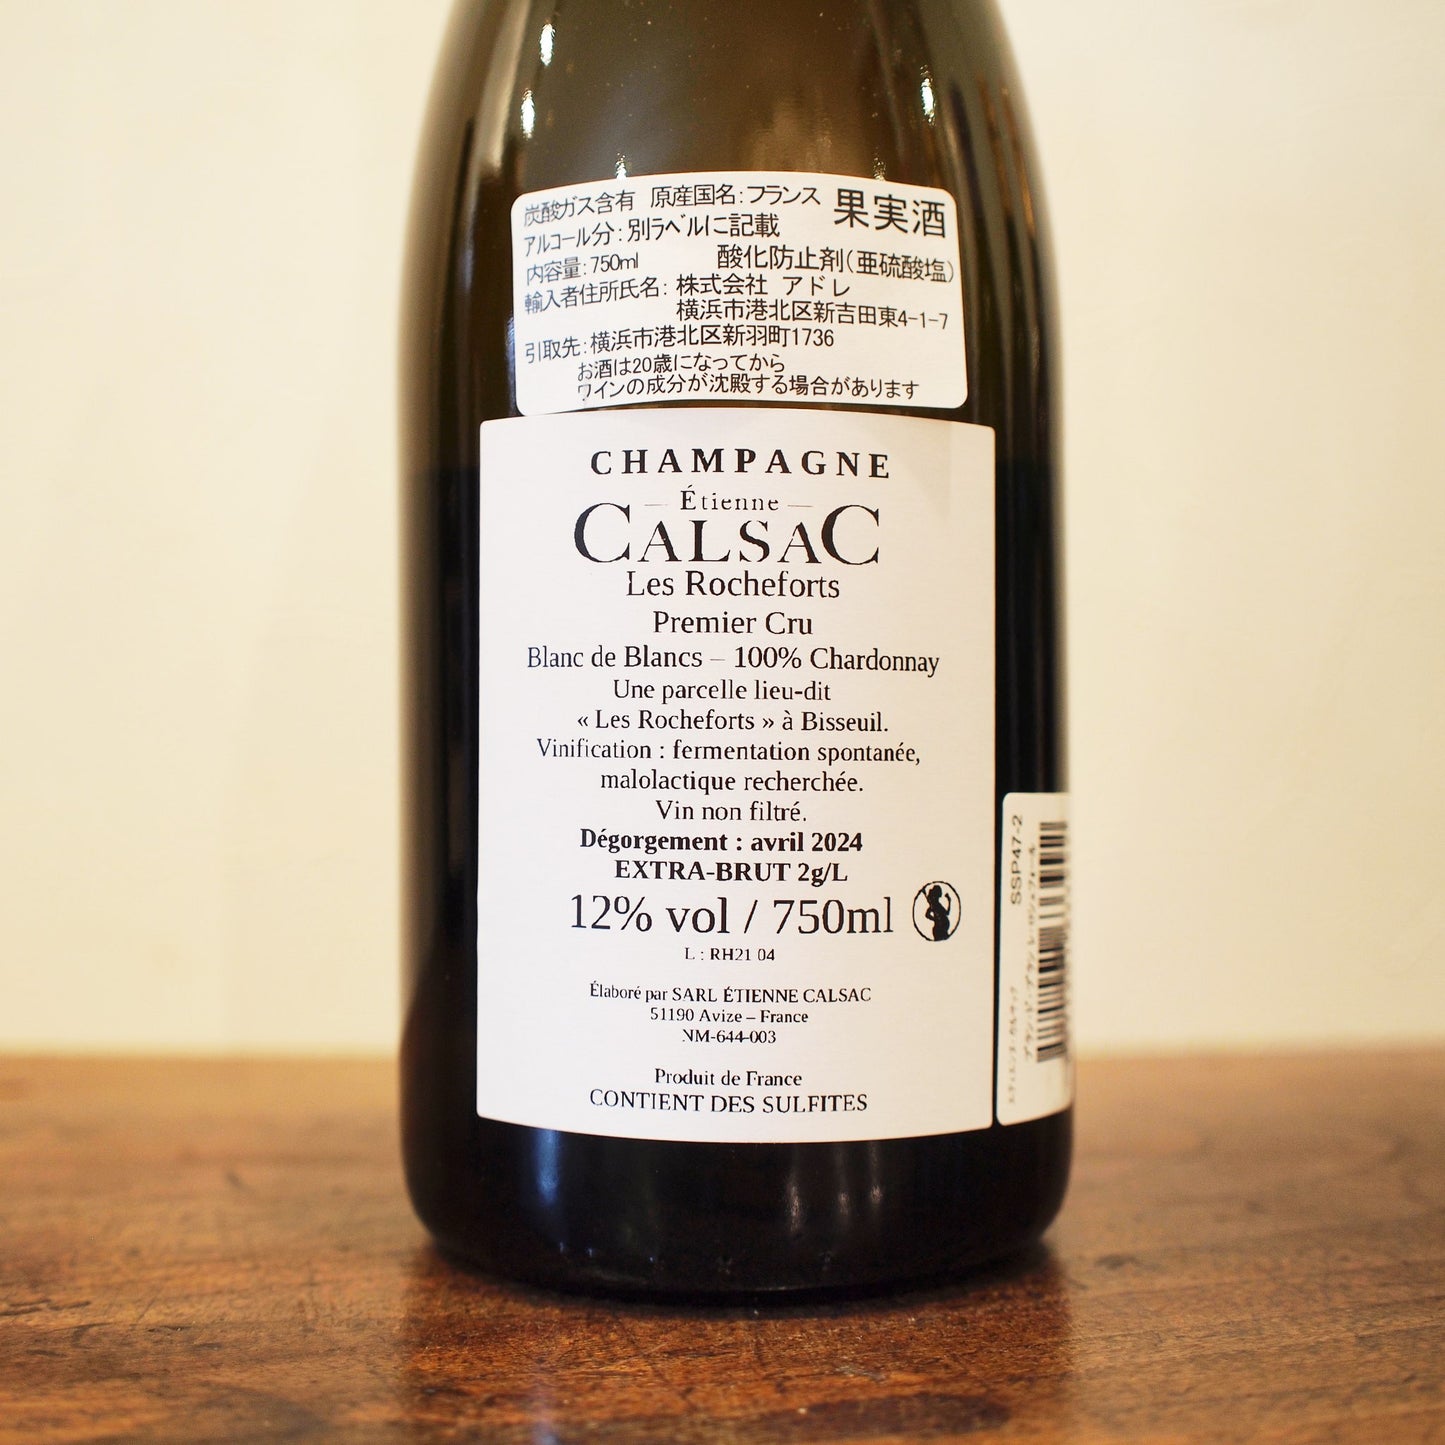 炭酸ガス含有 原産国名:フランス 果実酒
アルコール分:別ラベルに記載
内容量:750ml 酸化防止剤(亜硫酸塩)
輸入者住所氏名: 株式会社 アドレ
横浜市港北区新吉田東4-1-7
引取先:横浜市港北区新羽町1736
お酒は20歳になってから
ワインの成分が沈殿する場合があります
CHAMPAGNE
– Étienne –
CALSAC
Les Rocheforts
Premier Cru
Blanc de Blancs – 100% Chardonnay
Une parcelle lieu-dit
« Les Rocheforts » à Bisseuil.
Vinification : fermentation spontanée,
malolactique recherchée.
Vin non filtré.
Dégorgement : avril 2024
EXTRA-BRUT 2g/L
12% vol / 750ml
L : RH21 04
Élaboré par SARL ÉTIENNE CALSAC
51190 Avize – France
NM-644-003
Produit de France
CONTIENT DES SULFITES
SSP47-2